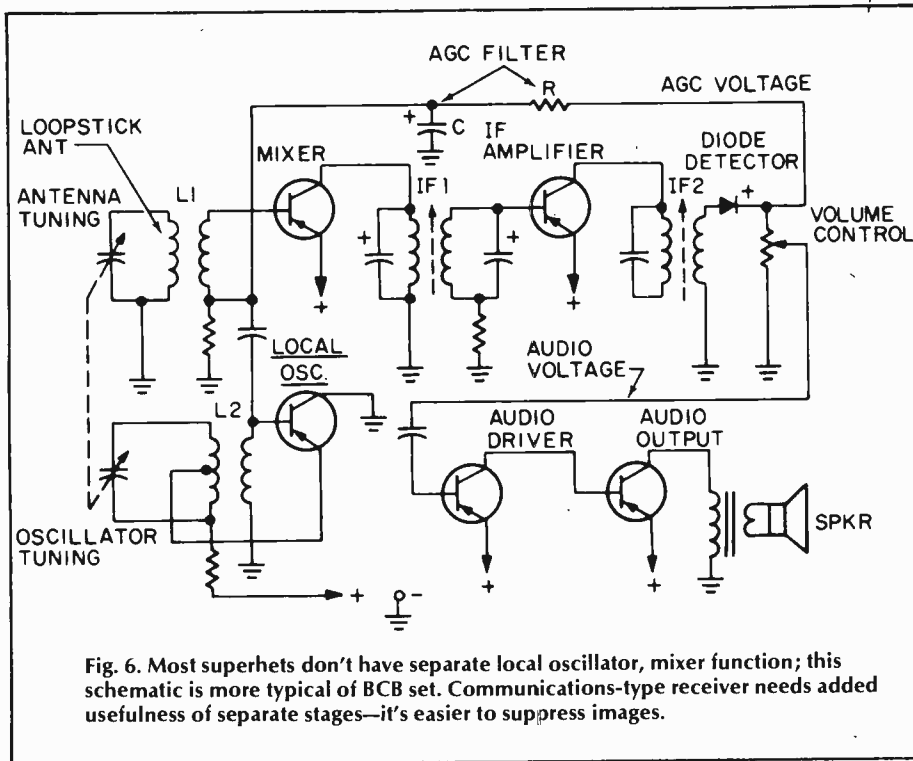 AGC FILTER
R
AGC VOLTAGE
+
C
LOOPSTICK
ANT
MIXER
IF
AMPLIFIER
DIODE
DETECTOR
ANTENNA
TUNING
L1
IF 1
IF2
+
VOLUME
CONTROL
+
+
+
+
LOCAL
OSC.
AUDIO
VOLTAGE
L2
AUDIO
DRIVER
AUDIO
OUTPUT
SPKR
OSCILLATOR
TUNING
+
-
+
+
Fig. 6. Most superhets don't have separate local oscillator, mixer function; this
schematic is more typical of BCB set. Communications-type receiver needs added
usefulness of separate stages—it's easier to suppress images.